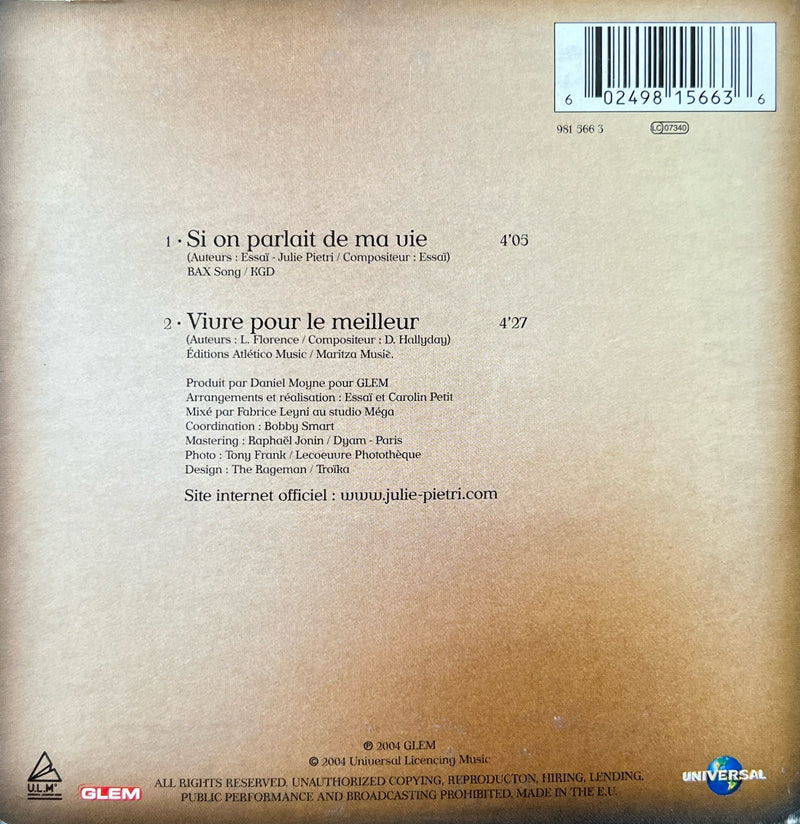 6 02498 15663 6
981 566 3
LC 07340
1 · Si on parlait de ma vie 4'05
(Auteurs : Essaï - Julie Pietri / Compositeur : Essaï)
BAX Song / KGD
2 · Vivre pour le meilleur 4'27
(Auteurs : L. Florence / Compositeur : D. Hallyday)
Éditions Atlético Music / Maritza Music.
Produit par Daniel Moyne pour GLEM
Arrangements et réalisation : Essaï et Carolin Petit
Mixé par Fabrice Leyni au studio Méga
Coordination : Bobby Smart
Mastering : Raphaël Jonin / Dyam - Paris
Photo : Tony Frank / Lecoeuvre Photothèque
Design : The Rageman / Troïka
Site internet officiel : www.julie-pietri.com
℗ 2004 GLEM
© 2004 Universal Licencing Music
ALL RIGHTS RESERVED. UNAUTHORIZED COPYING, REPRODUCTON, HIRING, LENDING,
PUBLIC PERFORMANCE AND BROADCASTING PROHIBITED. MADE IN THE E.U.
U.L.M®
GLEM
UNIVERSAL